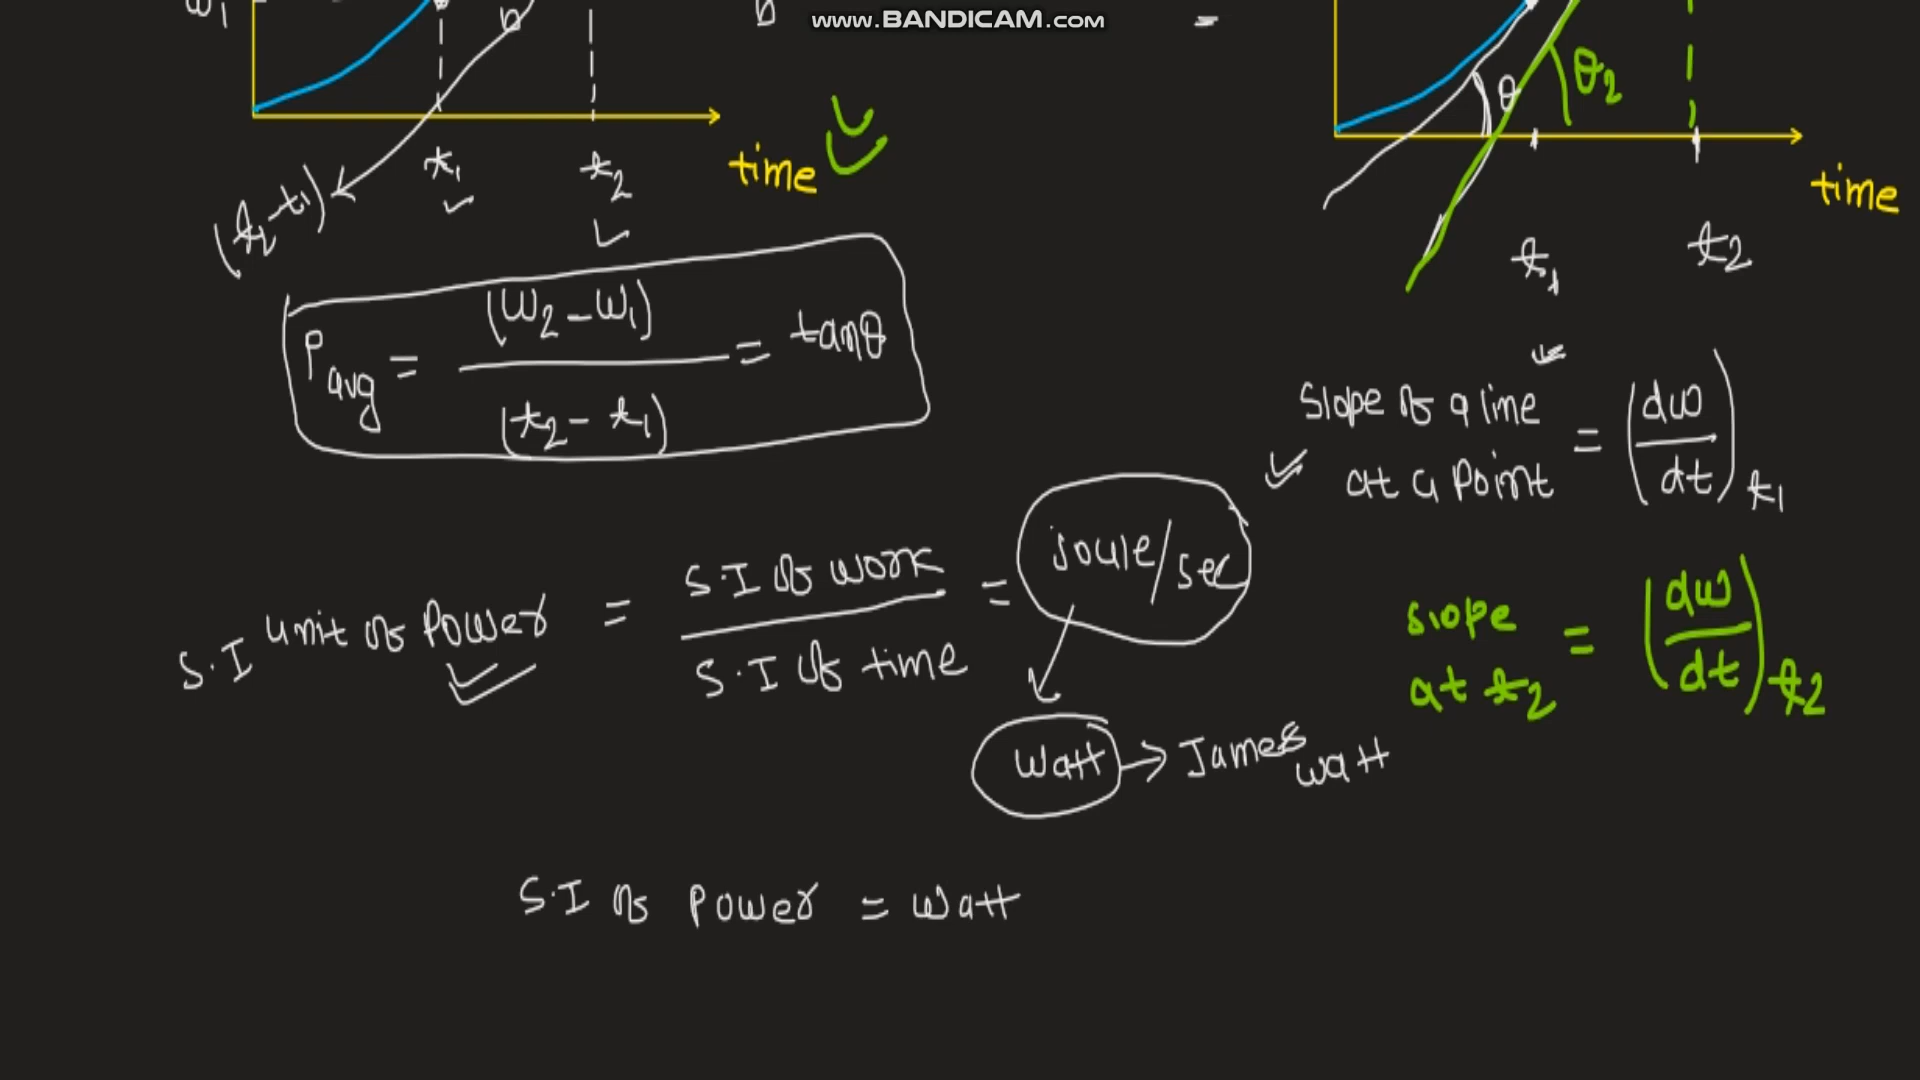 www.BANDICAM.com
W1
b
=
θ
θ2
t1
t2
time
time
(t2-t1)
t1
t2
Pavg = (W2-W1) / (t2-t1) = tanθ
Slope of a line
at a point = (dw/dt)t1
S.I unit of Power = S.I of work / S.I of time = joule/sec
slope
at t2 = (dw/dt)t2
Watt → James watt
S.I of Power = Watt